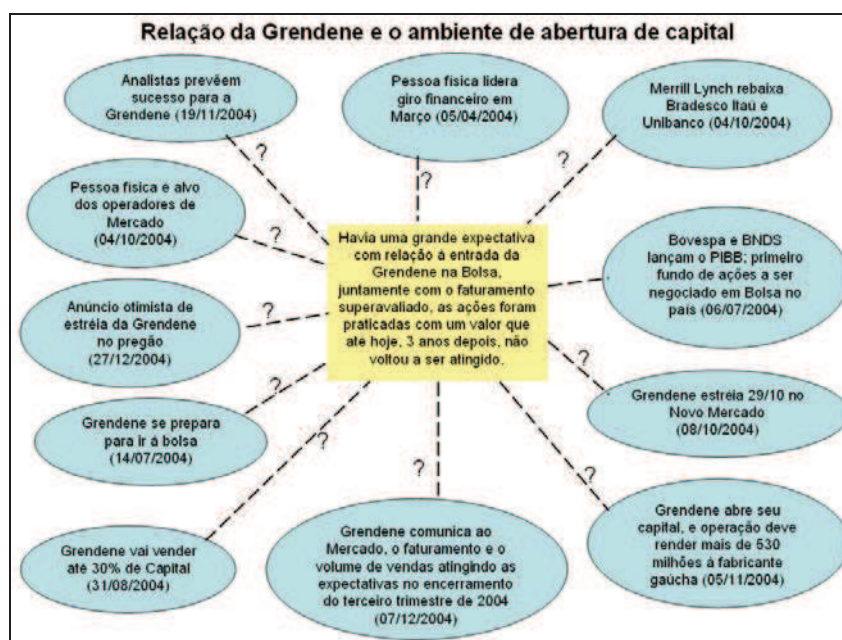 Relação da Grendene e o ambiente de abertura de capital
Analistas prevêem
sucesso para a
Grendene (19/11/2004)
Pessoa física lidera
giro financeiro em
Março (05/04/2004)
Merrill Lynch rebaixa
Bradesco Itaú e
Unibanco (04/10/2004)
?
?
?
Pessoa física é alvo
dos operadores de
Mercado
(04/10/2004)
?
Havia uma grande expectativa
com relação á entrada da
Grendene na Bolsa,
juntamente com o faturamento
superavaliado, as ações foram
praticadas com um valor que
até hoje, 3 anos depois, não
voltou a ser atingido.
?
Bovespa e BNDS
lançam o PIBB; primeiro
fundo de ações a ser
negociado em Bolsa no
país (06/07/2004)
Anúncio otimista de
estréia da Grendene
no pregão
(27/12/2004)
?
?
Grendene estréia 29/10 no
Novo Mercado
(08/10/2004)
Grendene se prepara
para ir á bolsa
(14/07/2004)
?
?
?
?
Grendene vai vender
até 30% de Capital
(31/08/2004)
Grendene comunica ao
Mercado, o faturamento e o
volume de vendas atingindo as
expectativas no encerramento
do terceiro trimestre de 2004
(07/12/2004)
Grendene abre seu
capital, e operação deve
render mais de 530
milhões à fabricante
gaúcha (05/11/2004)